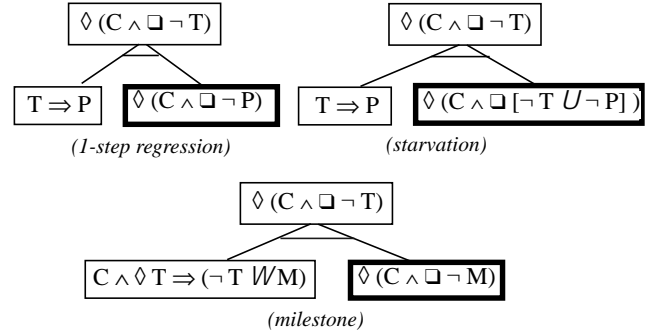 ◊ (C ∧ ❑ ¬ T)
◊ (C ∧ ❑ ¬ T)
T ⇒ P
◊ (C ∧ ❑ ¬ P)
T ⇒ P
◊ (C ∧ ❑ [¬ T U ¬ P] )
(1-step regression)
(starvation)
◊ (C ∧ ❑ ¬ T)
C ∧ ◊ T ⇒ (¬ T W M)
◊ (C ∧ ❑ ¬ M)
(milestone)